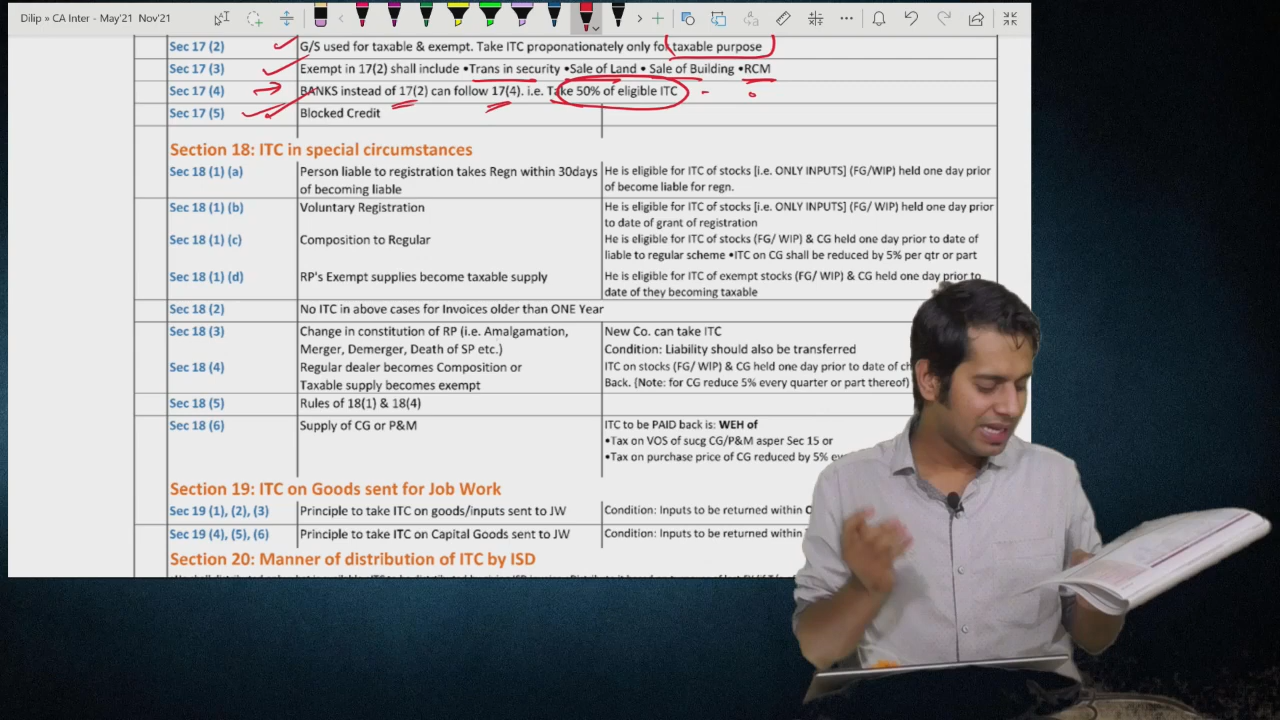 Dilip » CA Inter - May'21 Nov'21
Sec 17 (2) G/S used for taxable & exempt. Take ITC proponationately only for taxable purpose
Sec 17 (3) Exempt in 17(2) shall include •Trans in security •Sale of Land • Sale of Building •RCM
Sec 17 (4) BANKS instead of 17(2) can follow 17(4). i.e. Take 50% of eligible ITC
Sec 17 (5) Blocked Credit
Section 18: ITC in special circumstances
Sec 18 (1) (a) Person liable to registration takes Regn within 30days He is eligible for ITC of stocks [i.e. ONLY INPUTS] (FG/WIP) held one day prior
of becoming liable of become liable for regn.
Sec 18 (1) (b) Voluntary Registration He is eligible for ITC of stocks [i.e. ONLY INPUTS] (FG/ WIP) held one day prior
to date of grant of registration
Sec 18 (1) (c) Composition to Regular He is eligible for ITC of stocks (FG/ WIP) & CG held one day prior to date of
liable to regular scheme •ITC on CG shall be reduced by 5% per qtr or part
Sec 18 (1) (d) RP's Exempt supplies become taxable supply He is eligible for ITC of exempt stocks (FG/ WIP) & CG held one day prior to
date of they becoming taxable
Sec 18 (2) No ITC in above cases for Invoices older than ONE Year
Sec 18 (3) Change in constitution of RP (i.e. Amalgamation, New Co. can take ITC
Merger, Demerger, Death of SP etc.) Condition: Liability should also be transferred
Sec 18 (4) Regular dealer becomes Composition or ITC on stocks (FG/ WIP) & CG held one day prior to date of
Taxable supply becomes exempt Back. (Note: for CG reduce 5% every quarter or part thereof)
Sec 18 (5) Rules of 18(1) & 18(4)
Sec 18 (6) Supply of CG or P&M ITC to be PAID back is: WEH of
•Tax on VOS of sucg CG/P&M asper Sec 15 or
•Tax on purchase price of CG reduced by 5%
Section 19: ITC on Goods sent for Job Work
Sec 19 (1), (2), (3) Principle to take ITC on goods/inputs sent to JW Condition: Inputs to be returned within
Sec 19 (4), (5), (6) Principle to take ITC on Capital Goods sent to JW Condition: Inputs to be returned within
Section 20: Manner of distribution of ITC by ISD